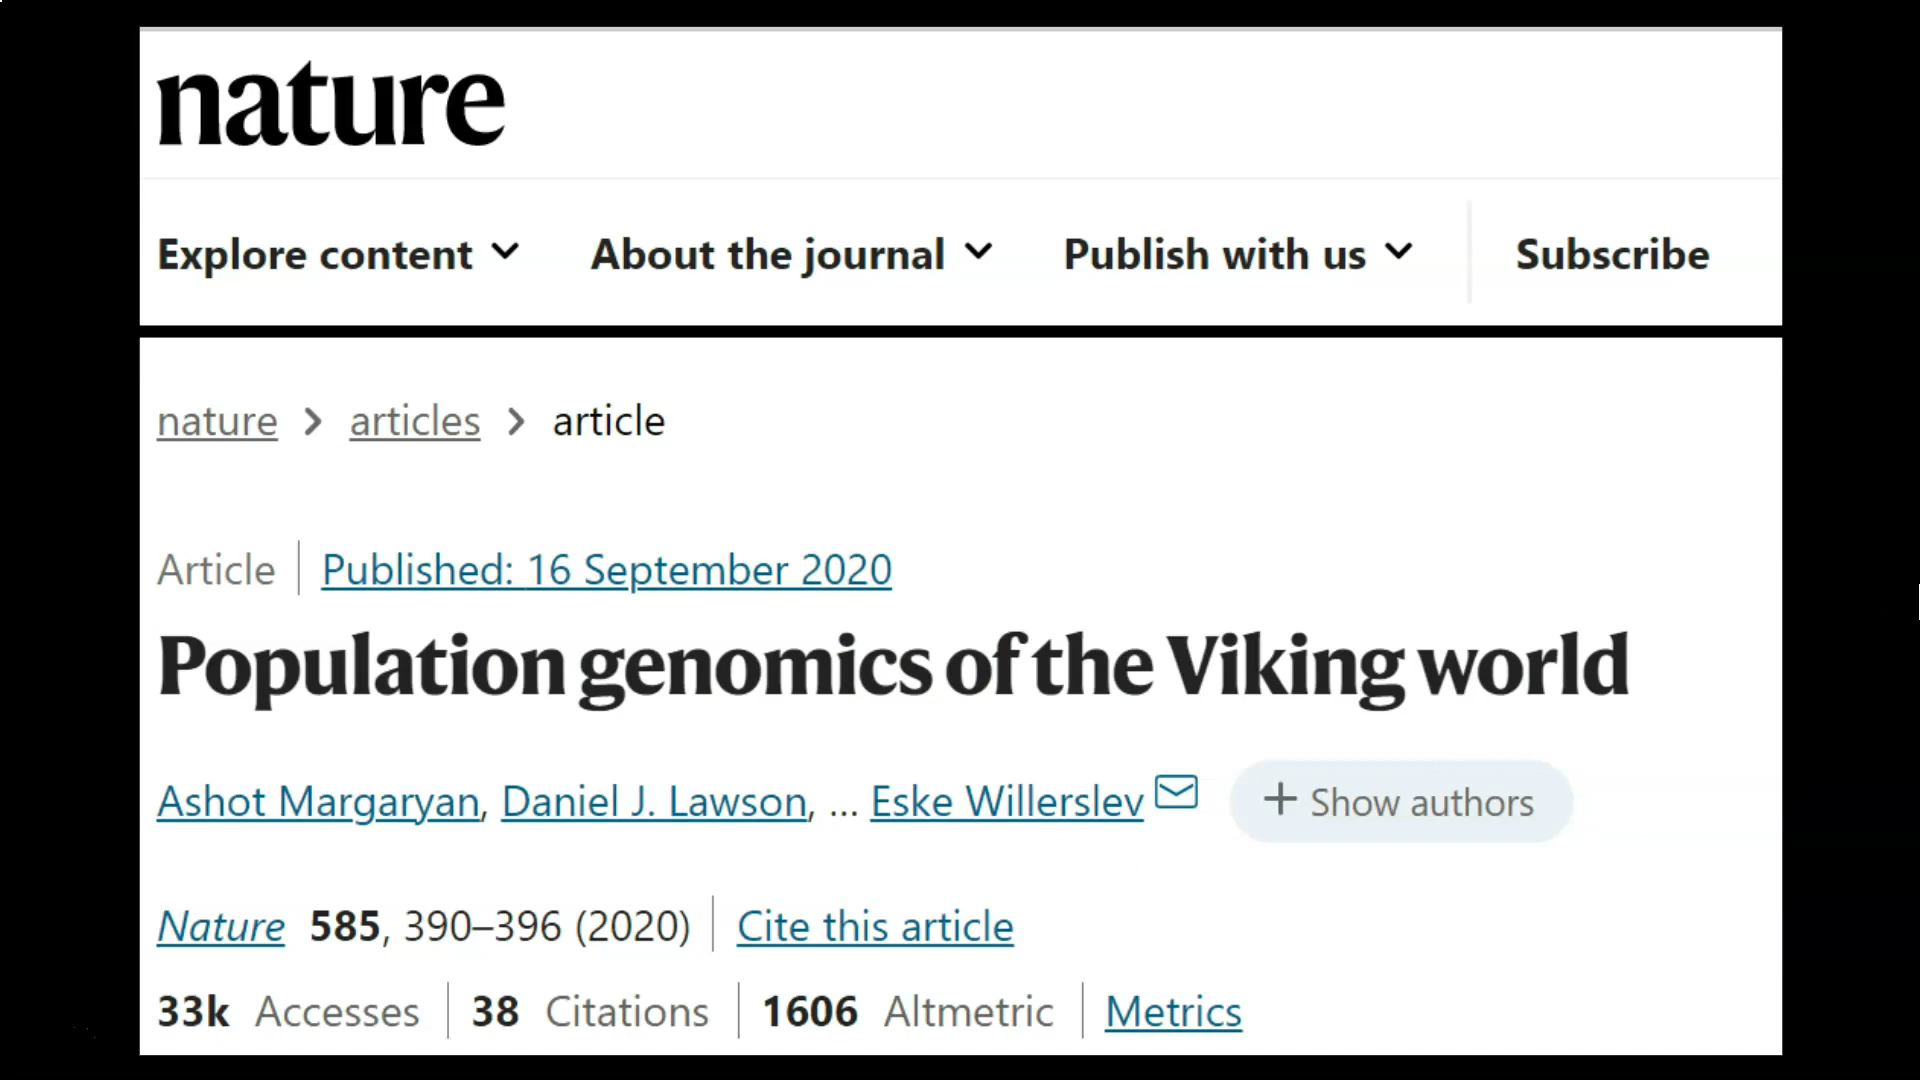 nature
Explore content About the journal Publish with us Subscribe
nature > articles > article
Article Published: 16 September 2020
Population genomics of the Viking world
Ashot Margaryan, Daniel J. Lawson, ... Eske Willerslev + Show authors
Nature 585, 390–396 (2020) Cite this article
33k Accesses 38 Citations 1606 Altmetric Metrics